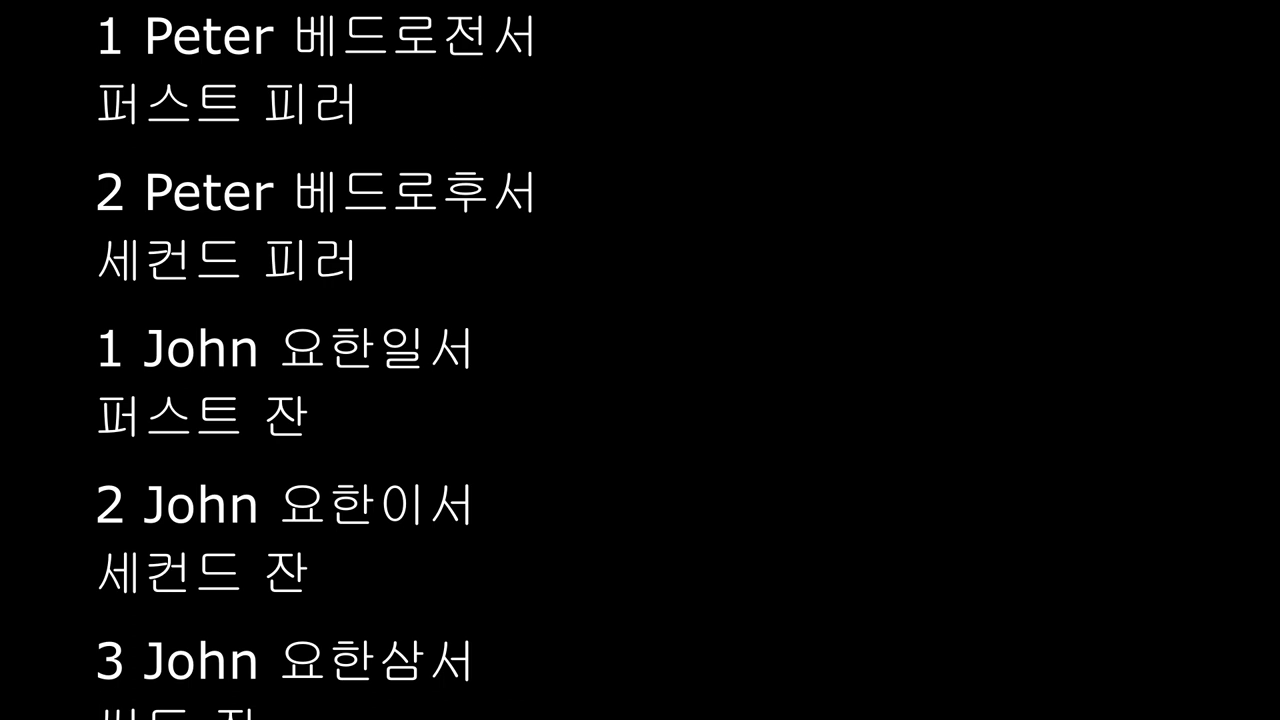 1 Peter 베드로전서
퍼스트 피러
2 Peter 베드로후서
세컨드 피러
1 John 요한일서
퍼스트 잔
2 John 요한이서
세컨드 잔
3 John 요한삼서